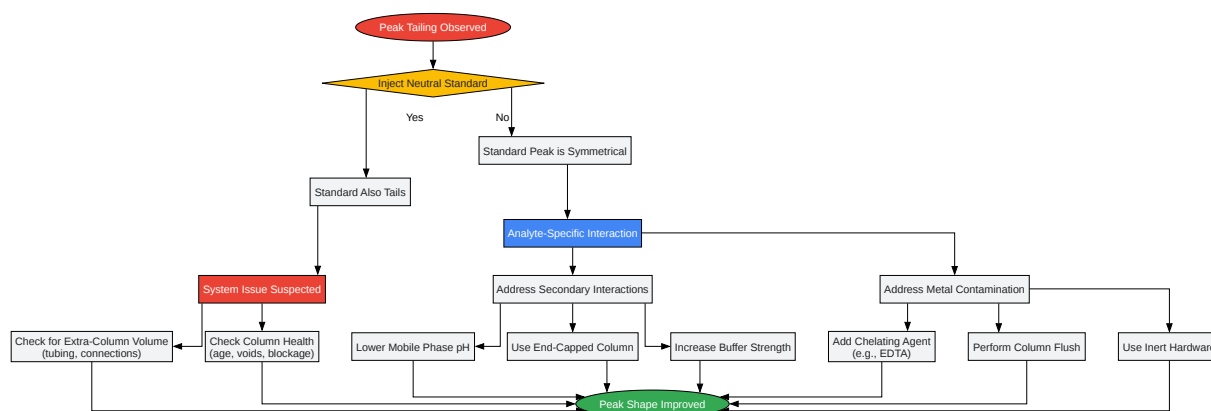 Peak Tailing Observed
Inject Neutral Standard
Yes
No
Standard Peak is Symmetrical
Standard Also Tails
Analyte-Specific Interaction
System Issue Suspected
Address Secondary Interactions
Address Metal Contamination
Check for Extra-Column Volume
(tubing, connections)
Check Column Health
(age, voids, blockage)
Lower Mobile Phase pH
Use End-Capped Column
Increase Buffer Strength
Add Chelating Agent
(e.g., EDTA)
Perform Column Flush
Use Inert Hardware
Peak Shape Improved